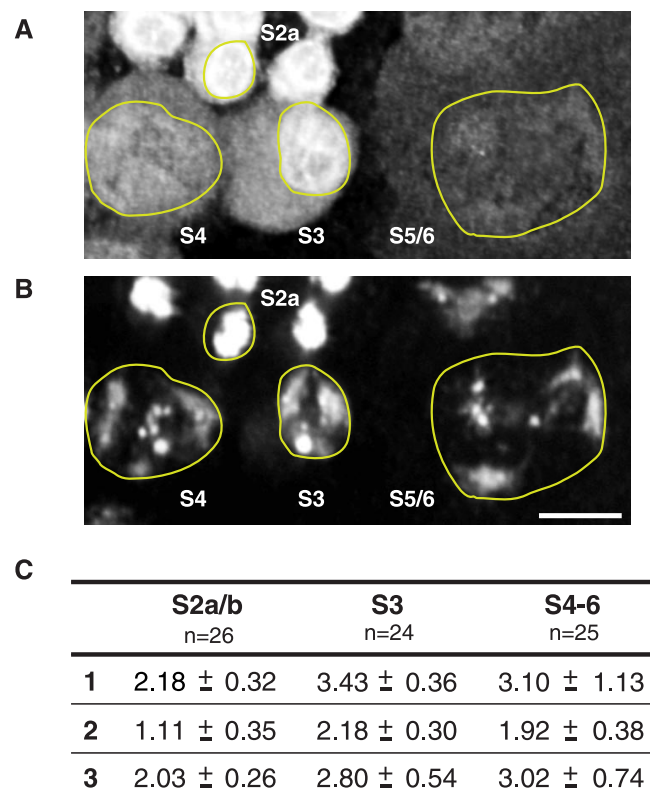 A
S2a
S4 S3 S5/6
B
S2a
S4 S3 S5/6
C
S2a/b S3 S4-6
n=26 n=24 n=25
1 2.18 ± 0.32 3.43 ± 0.36 3.10 ± 1.13
2 1.11 ± 0.35 2.18 ± 0.30 1.92 ± 0.38
3 2.03 ± 0.26 2.80 ± 0.54 3.02 ± 0.74